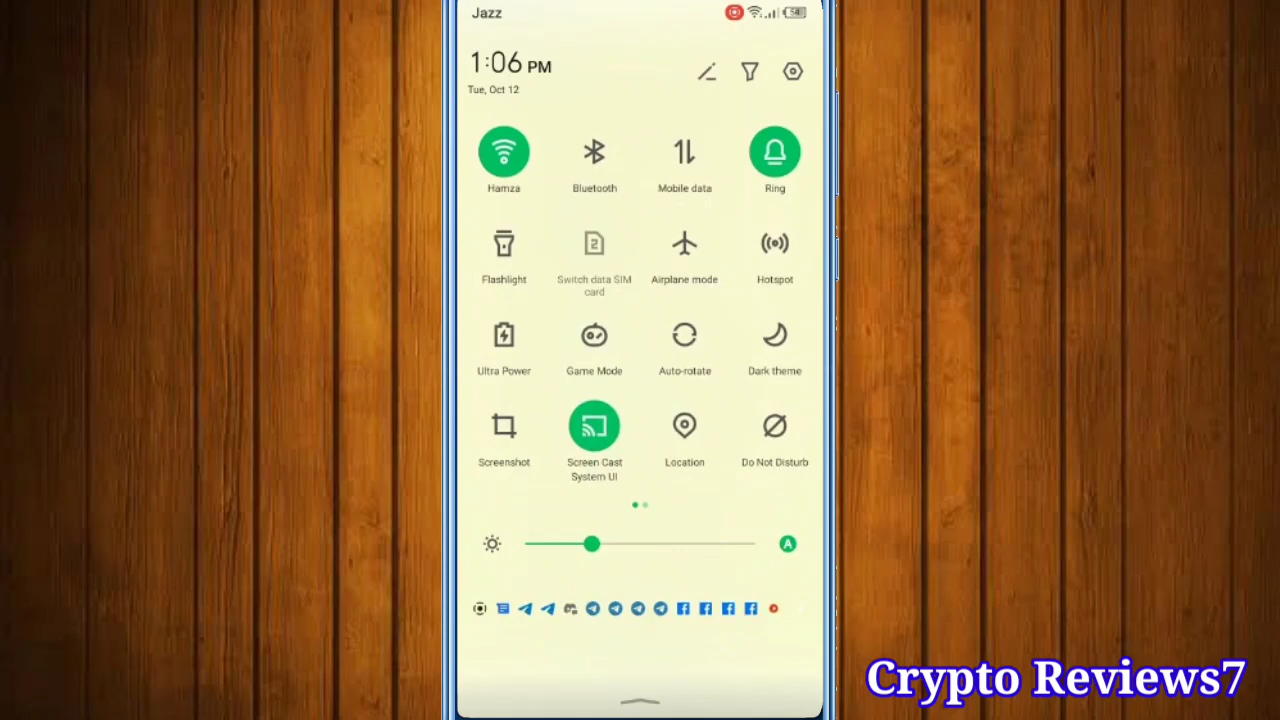 Jazz
58
1:06 PM
Tue, Oct 12
Hamza
Bluetooth
Mobile data
Ring
2
Flashlight
Switch data SIM
card
Airplane mode
Hotspot
Ultra Power
Game Mode
Auto-rotate
Dark theme
Screenshot
Screen Cast
System UI
Location
Do Not Disturb
A
Crypto Reviews7